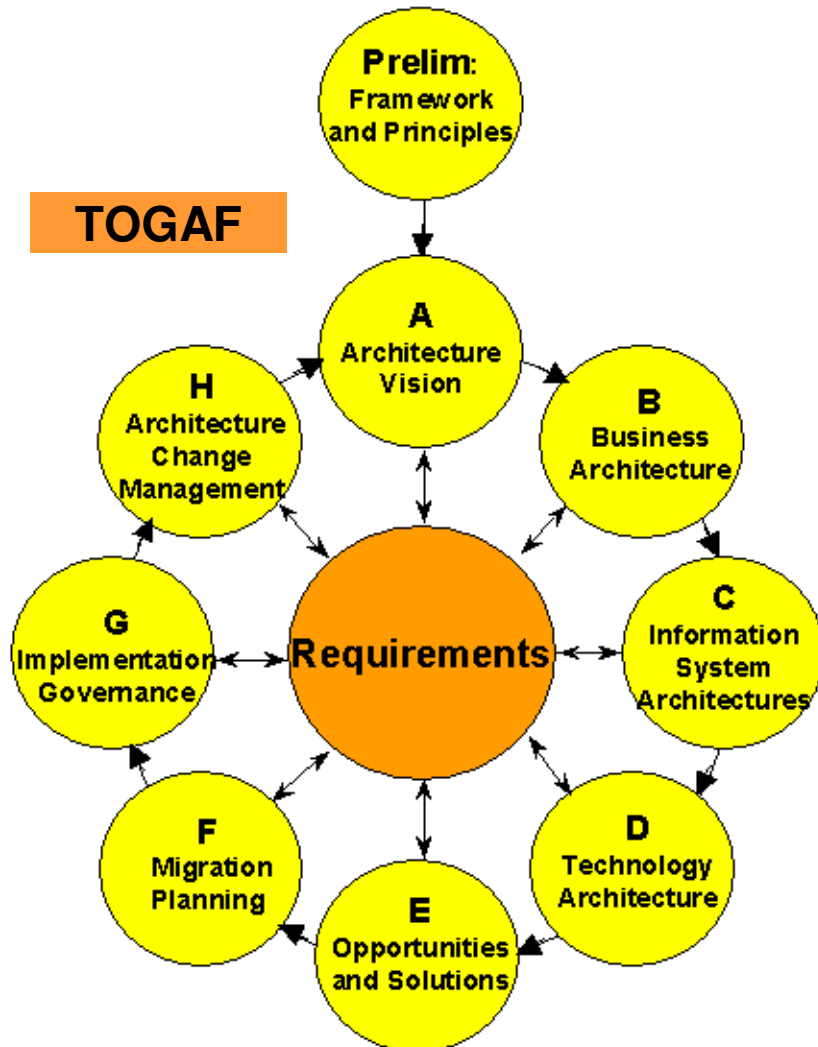 Prelim:
Framework
and Principles
TOGAF
A
Architecture
Vision
B
Business
Architecture
C
Information
System
Architectures
D
Technology
Architecture
E
Opportunities
and Solutions
F
Migration
Planning
G
Implementation
Governance
H
Architecture
Change
Management
Requirements